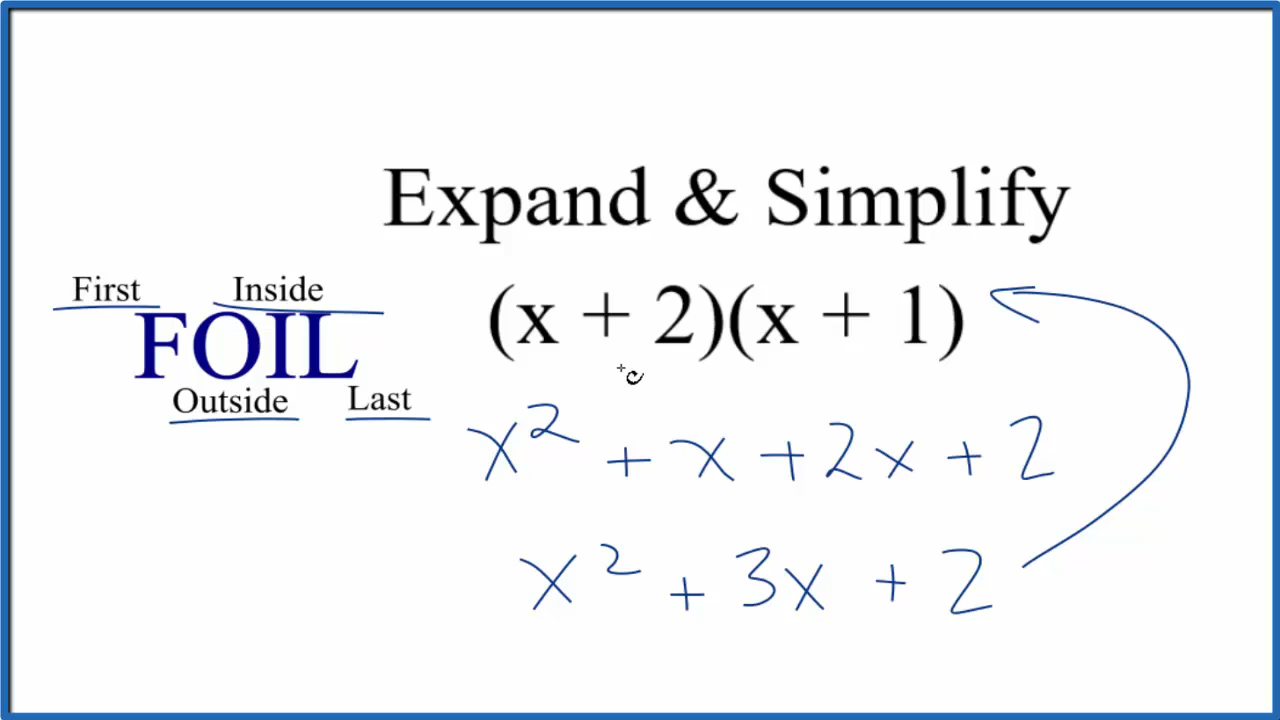 Expand & Simplify
First Inside
FOIL
Outside Last
(x + 2)(x + 1)
x² + x + 2x + 2
x² + 3x + 2